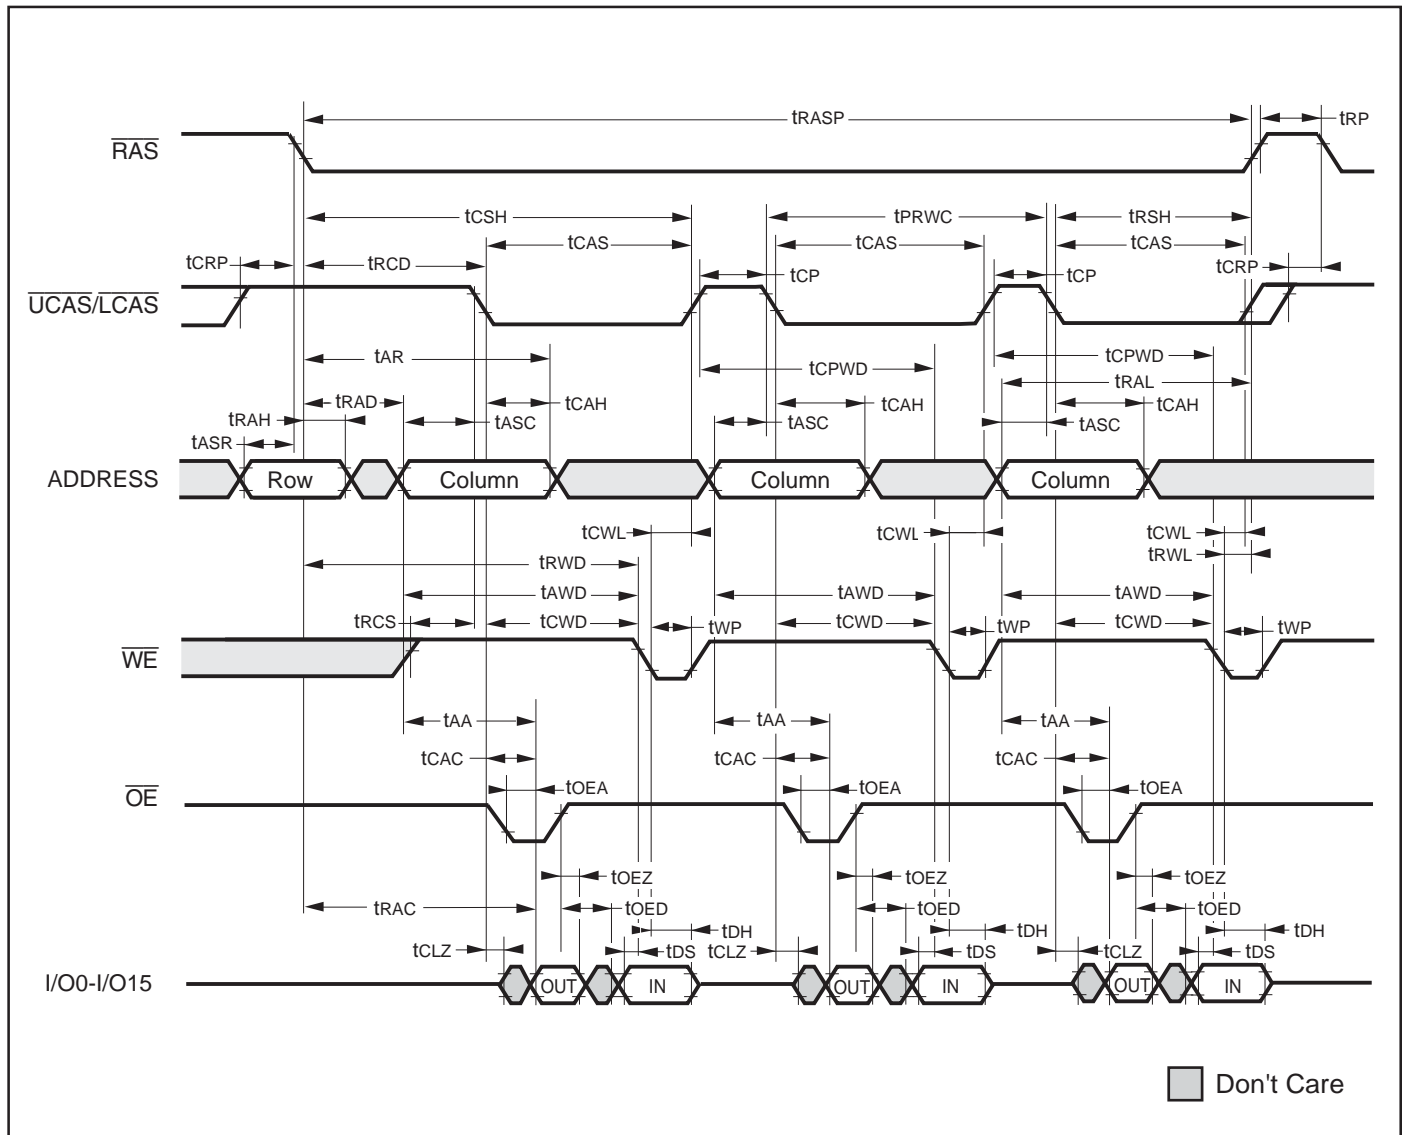 tRASP tRP
RAS
tCSH tPRWC tRSH
tCAS tCAS tCAS
tCRP tRCD tCP tCP tCRP
UCAS/LCAS
tAR tCPWD tCPWD
tRAL
tRAD tCAH tCAH tCAH
tRAH tASC tASC tASC
tASR
ADDRESS Row Column Column Column
tCWL tCWL tCWL
tRWD tRWL
tAWD tAWD tAWD
tRCS tCWD tWP tCWD tWP tCWD tWP
WE
tAA tAA tAA
tCAC tCAC tCAC
tOEA tOEA tOEA
OE
tOEZ tOEZ tOEZ
tRAC tOED tOED tOED
tDH tDH tDH
tCLZ tDS tCLZ tDS tCLZ tDS
I/O0-I/O15 OUT IN OUT IN OUT IN
Don't Care